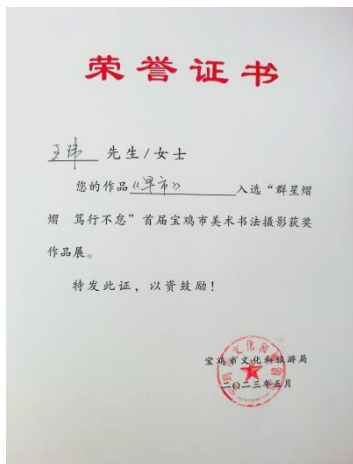 荣誉证书
王玮 先生/女士
您的作品《早市》入选“群星熠
熠 笃行不怠”首届宝鸡市美术书法摄影获奖
作品展。
特发此证，以资鼓励！
宝鸡市文化和旅游局
二〇二三年五月